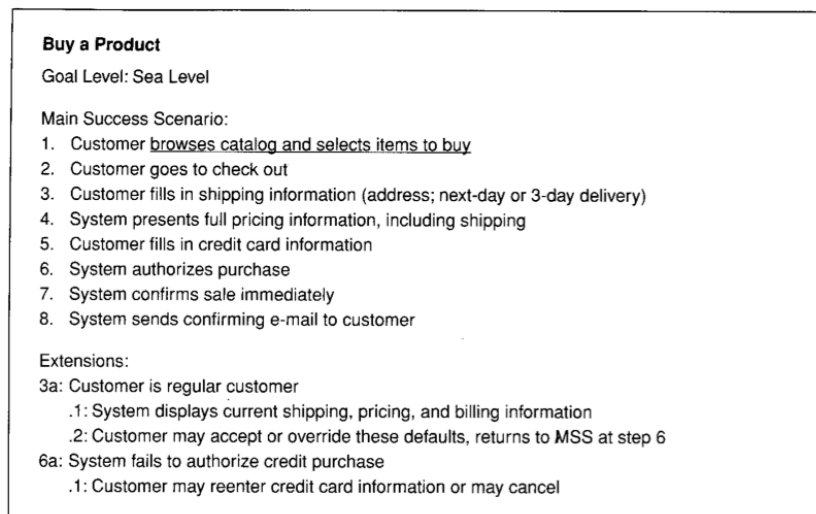 Buy a Product
Goal Level: Sea Level
Main Success Scenario:
1. Customer browses catalog and selects items to buy
2. Customer goes to check out
3. Customer fills in shipping information (address; next-day or 3-day delivery)
4. System presents full pricing information, including shipping
5. Customer fills in credit card information
6. System authorizes purchase
7. System confirms sale immediately
8. System sends confirming e-mail to customer
Extensions:
3a: Customer is regular customer
.1: System displays current shipping, pricing, and billing information
.2: Customer may accept or override these defaults, returns to MSS at step 6
6a: System fails to authorize credit purchase
.1: Customer may reenter credit card information or may cancel